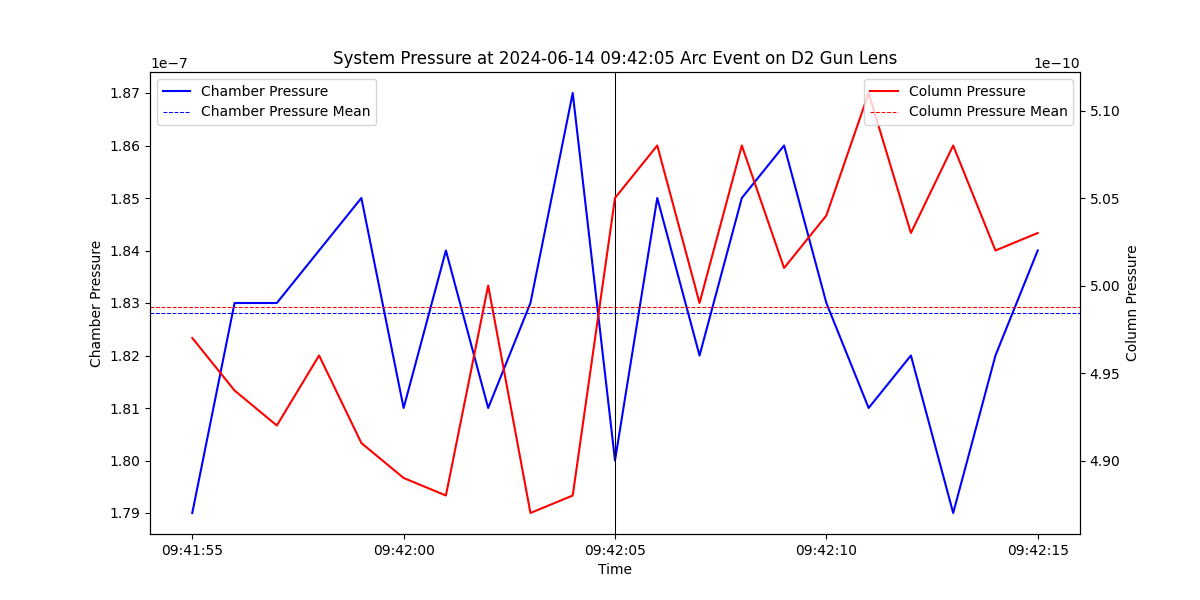 System Pressure at 2024-06-14 09:42:05 Arc Event on D2 Gun Lens
1e−7
1e−10
Chamber Pressure
Chamber Pressure Mean
Column Pressure
Column Pressure Mean
1.87
1.86
1.85
1.84
1.83
1.82
1.81
1.80
1.79
Chamber Pressure
5.10
5.05
5.00
4.95
4.90
Column Pressure
09:41:55
09:42:00
09:42:05
09:42:10
09:42:15
Time